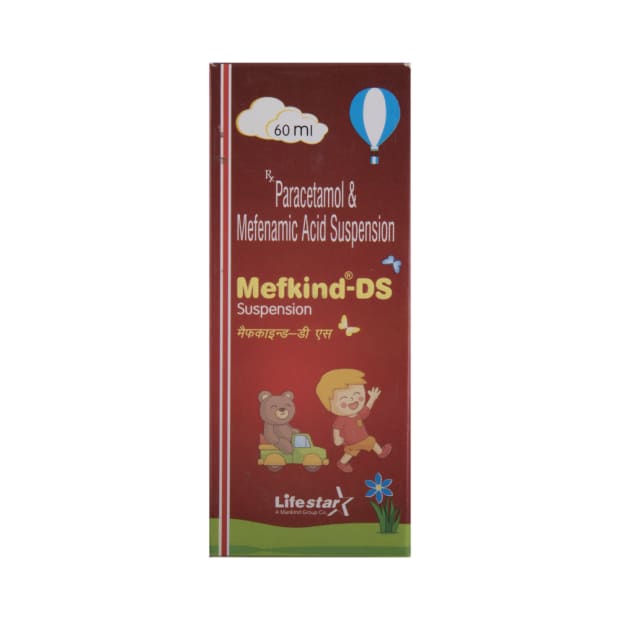 60 ml
Rx
Paracetamol &
Mefenamic Acid Suspension
Mefkind®-DS
Suspension
मैफकाइन्ड–डी एस
Lifestar
A Mankind Group Co.